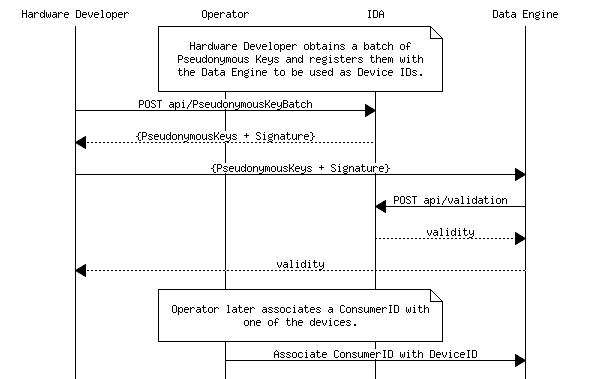 Hardware Developer
Operator
IDA
Data Engine
Hardware Developer obtains a batch of
Pseudonymous Keys and registers them with
the Data Engine to be used as Device IDs.
POST api/PseudonymousKeyBatch
{PseudonymousKeys + Signature}
{PseudonymousKeys + Signature}
POST api/validation
validity
validity
Operator later associates a ConsumerID with
one of the devices.
Associate ConsumerID with DeviceID